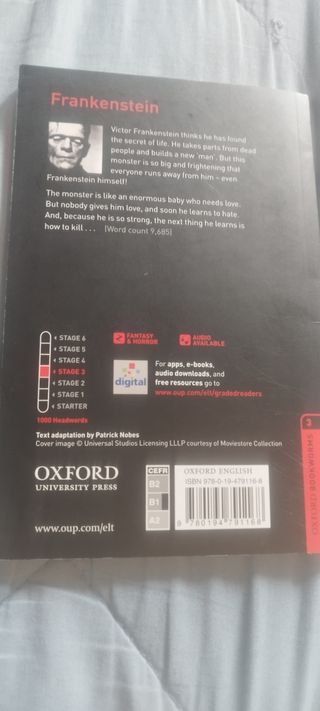 Frankenstein
Victor Frankenstein thinks he has found
the secret of life. He takes parts from dead
people and builds a new 'man'. But this
monster is so big and frightening that
everyone runs away from him – even
Frankenstein himself!
The monster is like an enormous baby who needs love.
But nobody gives him love, and soon he learns to hate.
And, because he is so strong, the next thing he learns is
how to kill . . . [Word count 9,685]
STAGE 6
STAGE 5
STAGE 4
STAGE 3
STAGE 2
STAGE 1
STARTER
1000 Headwords
FANTASY
& HORROR
AUDIO
AVAILABLE
digital
For apps, e-books,
audio downloads, and
free resources go to
www.oup.com/elt/gradedreaders
Text adaptation by Patrick Nobes
Cover image © Universal Studios Licensing LLLP courtesy of Moviestore Collection
OXFORD
UNIVERSITY PRESS
www.oup.com/elt
CEFR
B2
B1
A2
OXFORD ENGLISH
ISBN 978-0-19-479116-8
9 780194 791168
3
OXFORD BOOKWORMS